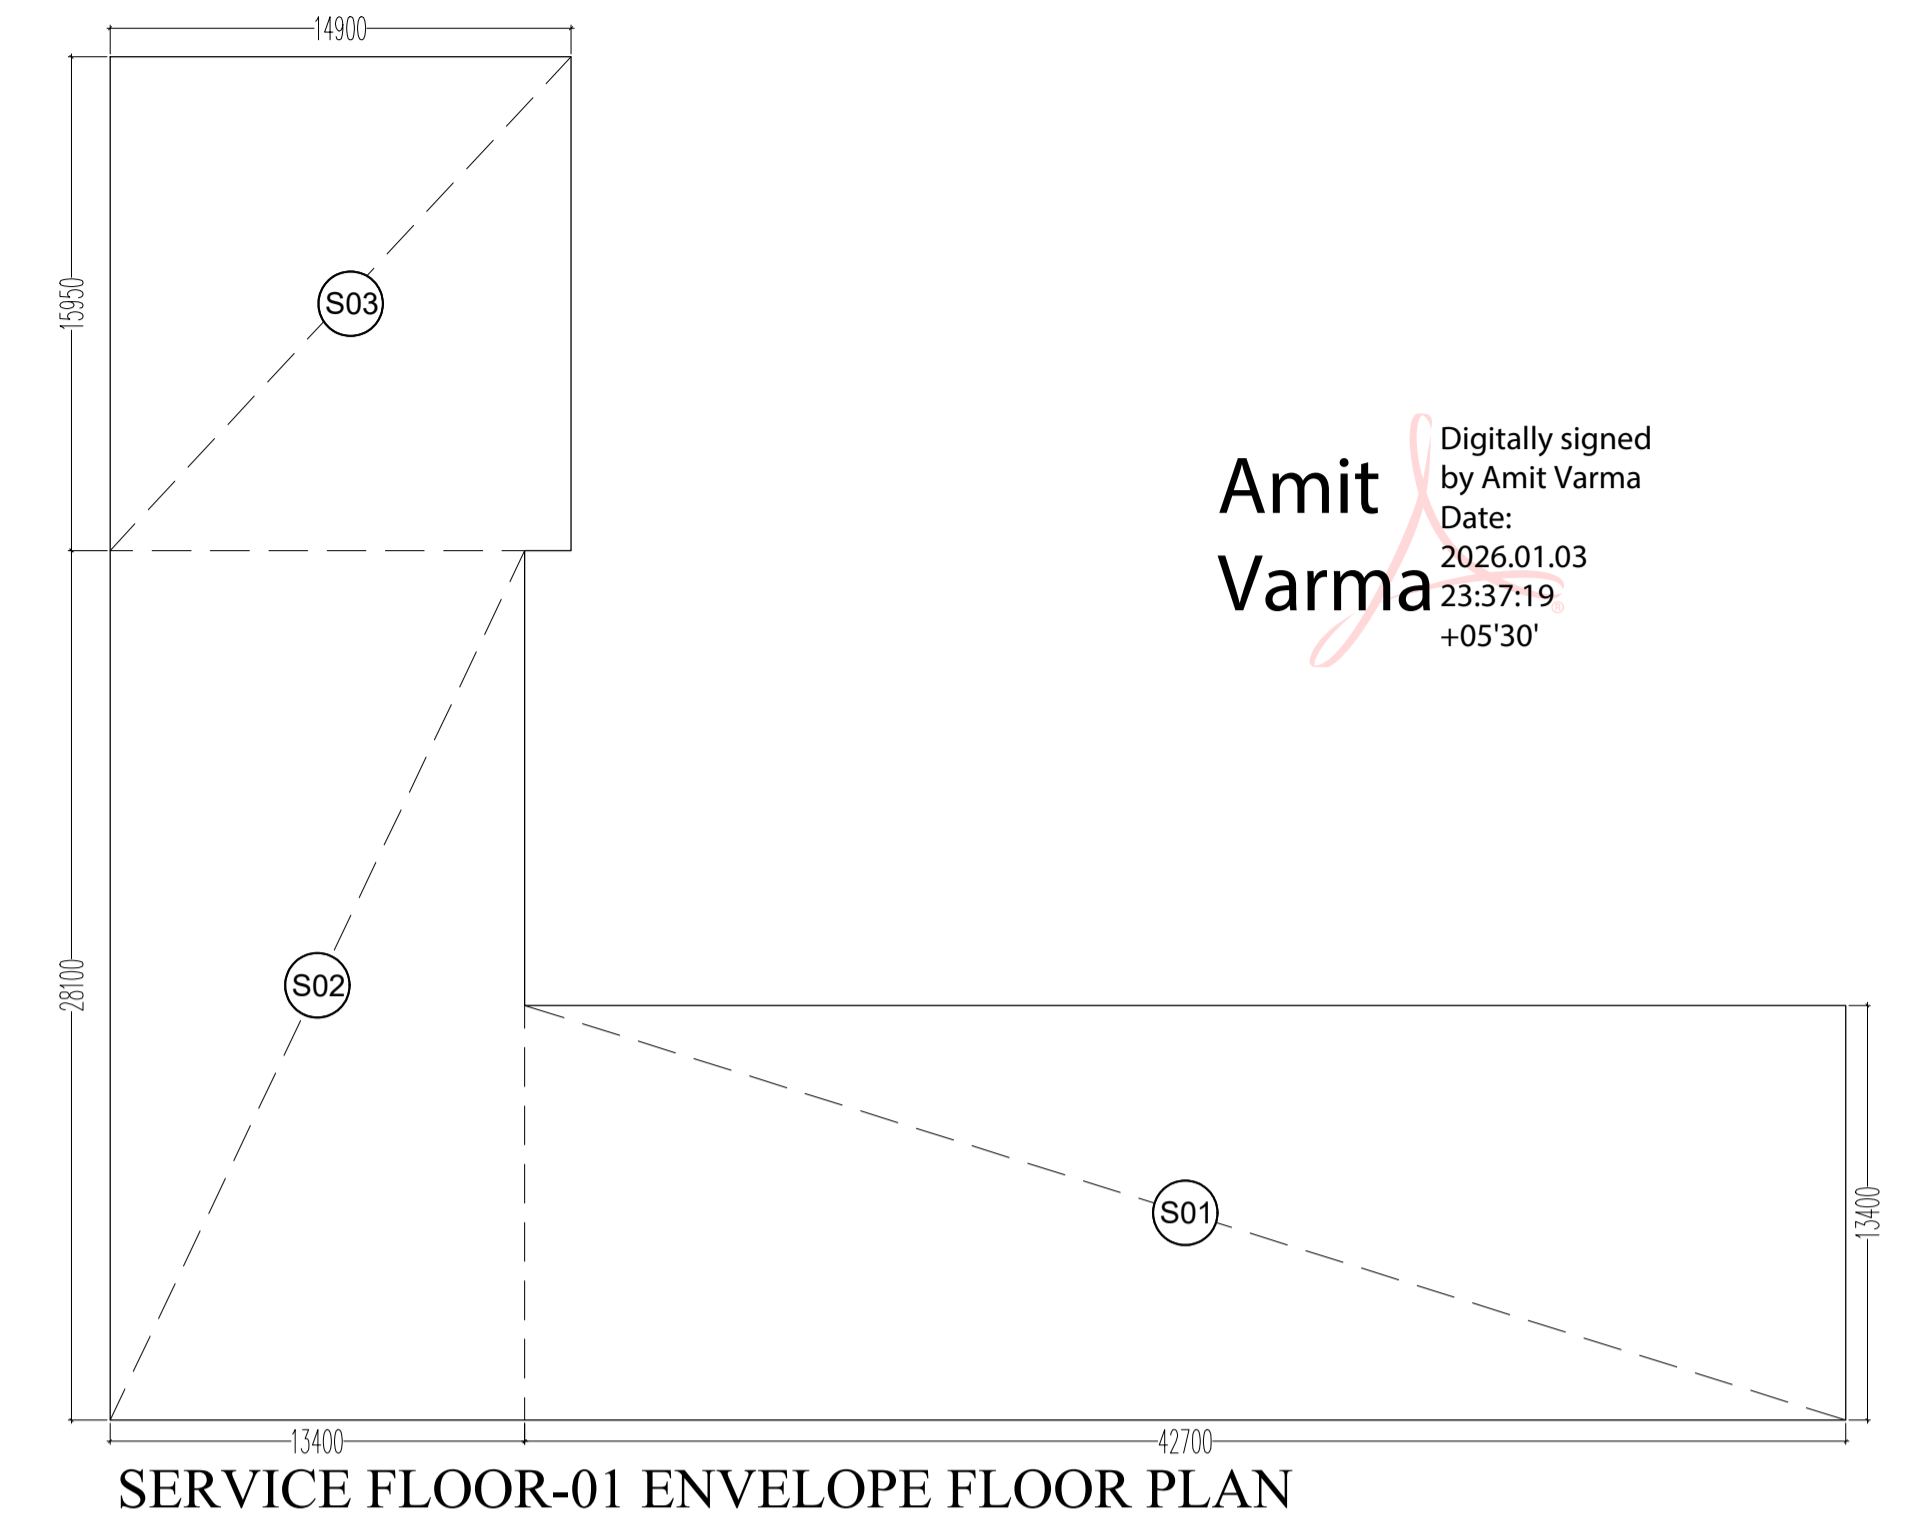 14900
15950
S03
Amit
Varma
Digitally signed
by Amit Varma
Date:
2026.01.03
23:37:19
+05'30'
®
28100
S02
S01
13400
13400
42700
SERVICE FLOOR-01 ENVELOPE FLOOR PLAN